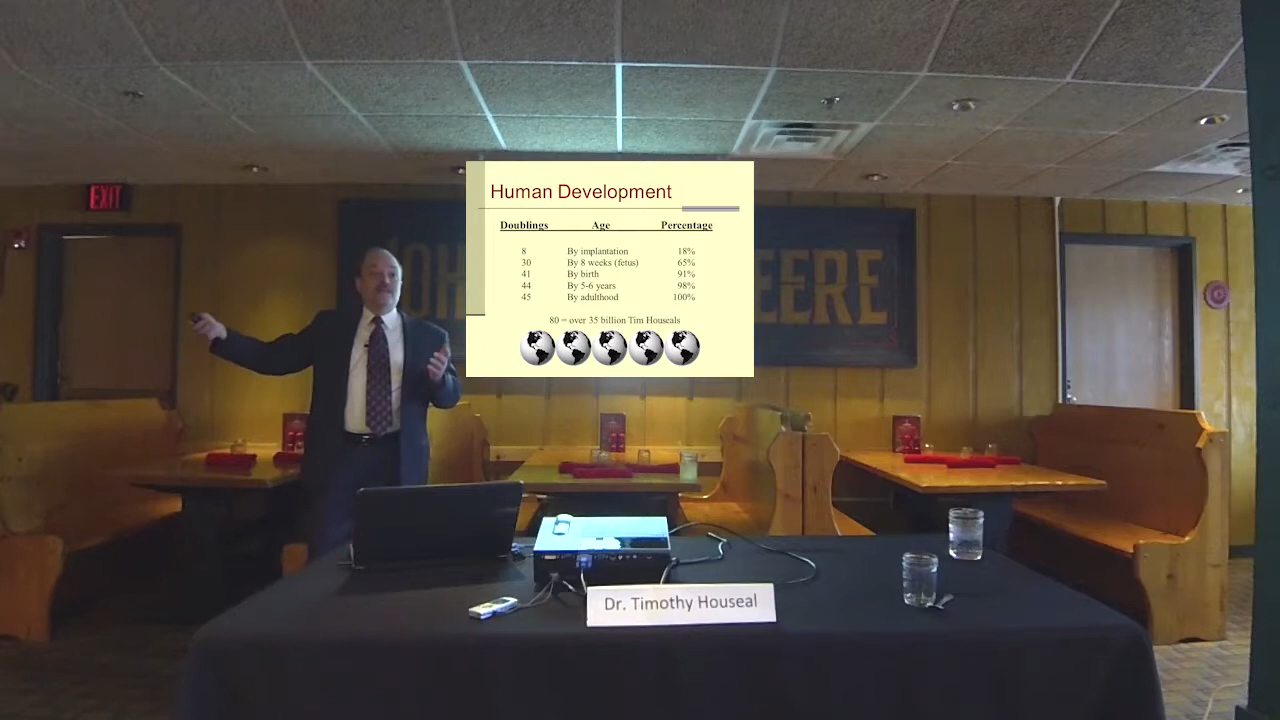 EXIT
Human Development
Doublings Age Percentage
8 By implantation 18%
30 By 8 weeks (fetus) 65%
41 By birth 91%
44 By 5-6 years 98%
45 By adulthood 100%
80 = over 35 billion Tim Houseals
OH
EERE
Dr. Timothy Houseal